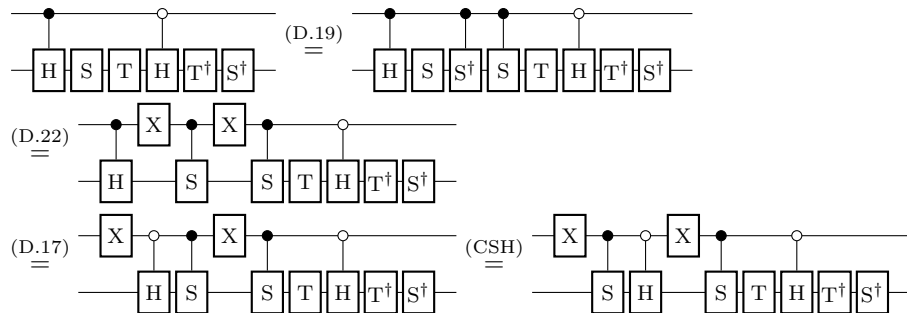 (D.19)
H S T H T† S† = H S S† S T H T† S†
(D.22) X X
= H S S T H T† S†
(D.17) X X (CSH) X X
= H S S T H T† S† = S H S T H T† S†